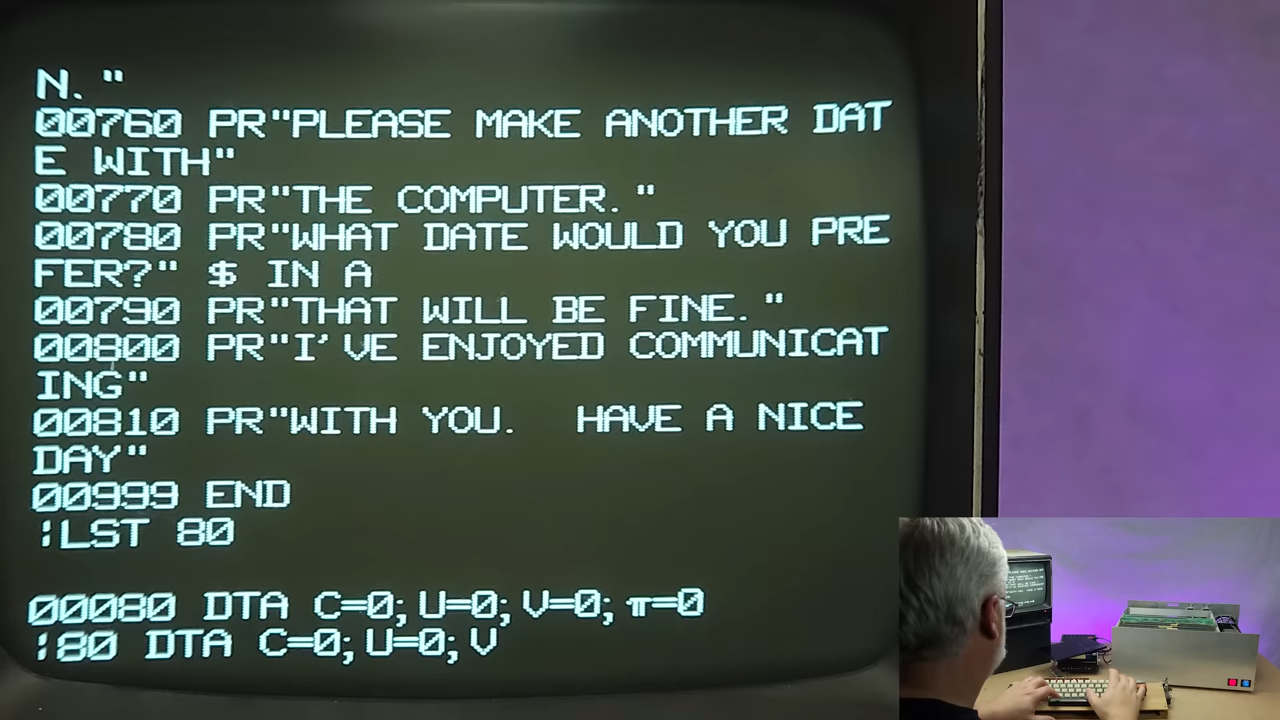 N."
00760 PR"PLEASE MAKE ANOTHER DAT
E WITH"
00770 PR"THE COMPUTER."
00780 PR"WHAT DATE WOULD YOU PRE
FER?" $ IN A
00790 PR"THAT WILL BE FINE."
00800 PR"I'VE ENJOYED COMMUNICAT
ING"
00810 PR"WITH YOU.  HAVE A NICE
DAY"
00999 END
:LST 80
00080 DTA C=0;U=0;V=0;π=0
:80 DTA C=0;U=0;V